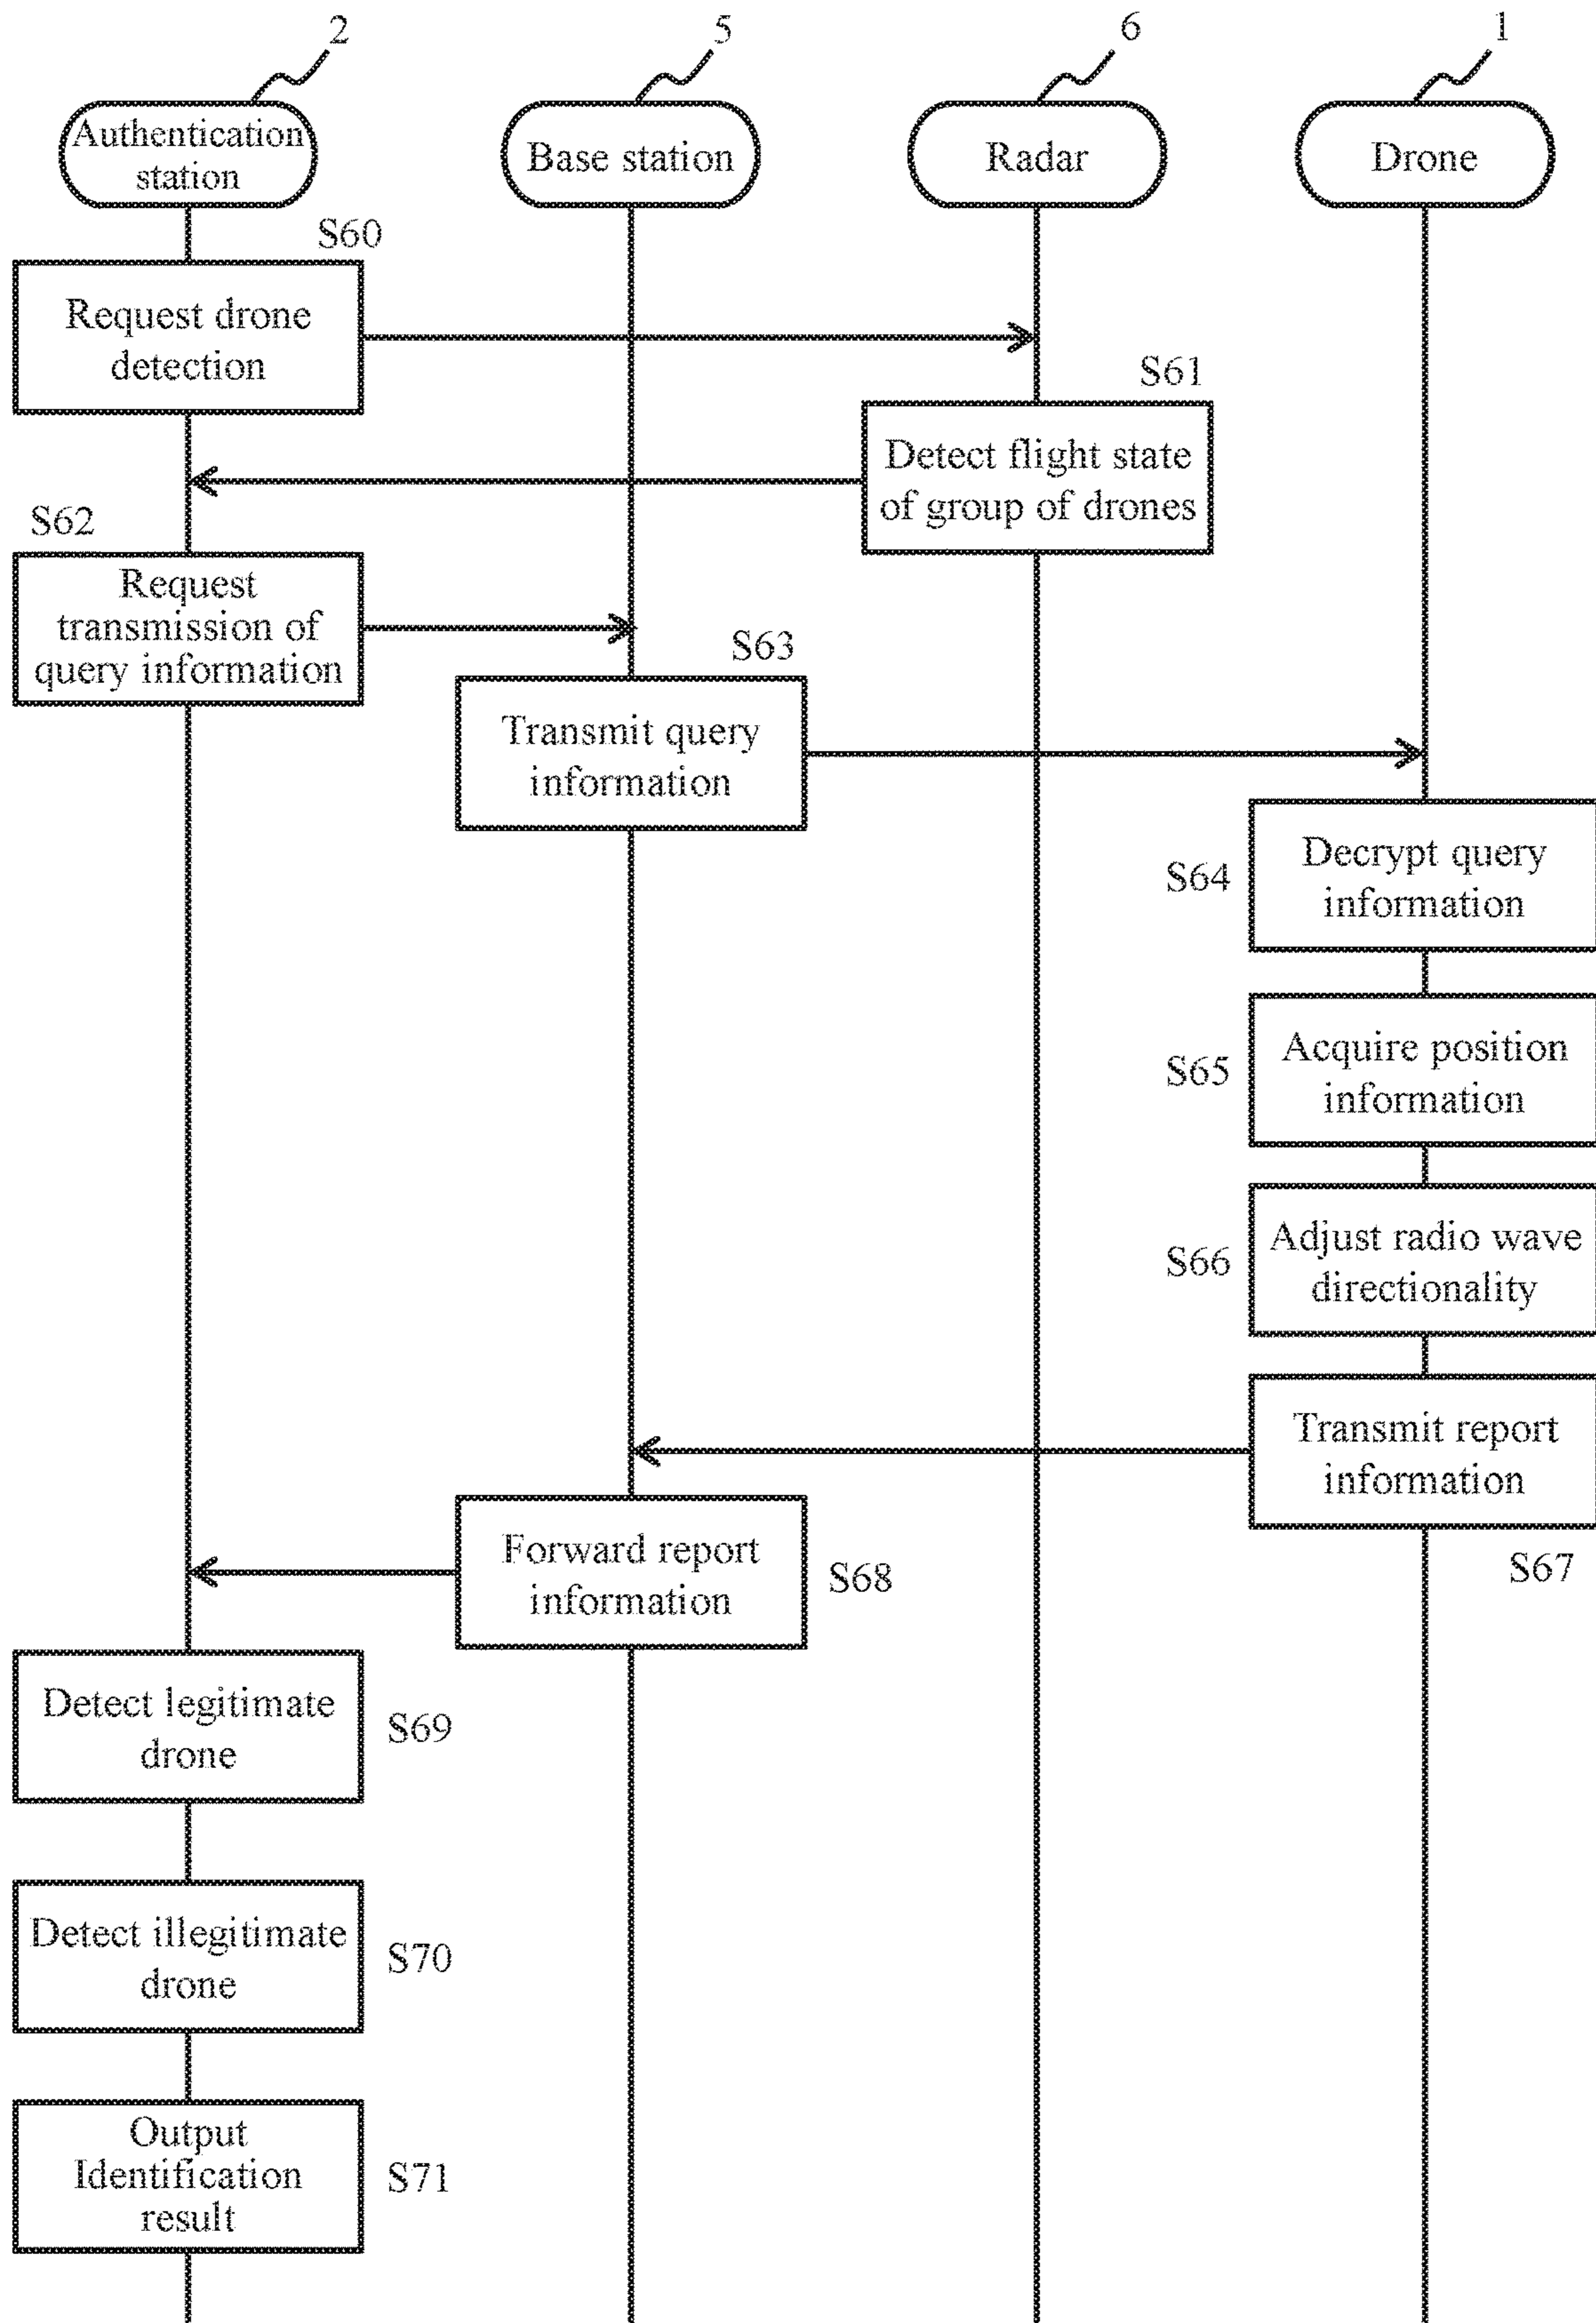 2
5
6
1
Authentication
station
Base station
Radar
Drone
S60
Request drone
detection
S61
Detect flight state
of group of drones
S62
Request
transmission of
query information
S63
Transmit query
information
S64
Decrypt query
information
S65
Acquire position
information
S66
Adjust radio wave
directionality
Transmit report
information
S67
Forward report
information
S68
Detect legitimate
drone
S69
Detect illegitimate
drone
S70
Output
Identification
result
S71